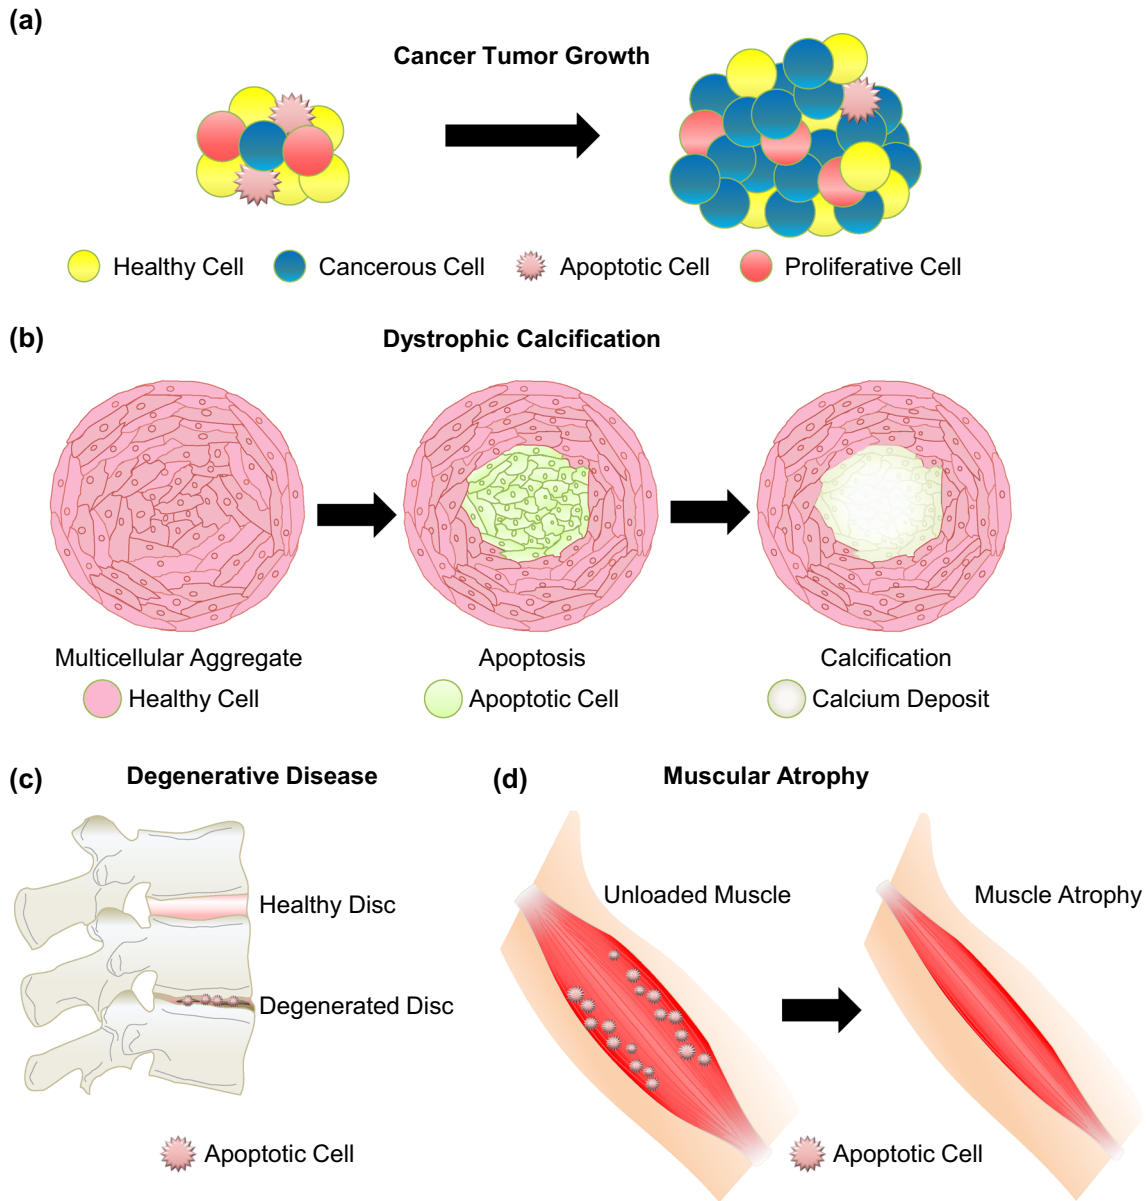 (a)
Cancer Tumor Growth
Healthy Cell
Cancerous Cell
Apoptotic Cell
Proliferative Cell
(b)
Dystrophic Calcification
Multicellular Aggregate
Apoptosis
Calcification
Healthy Cell
Apoptotic Cell
Calcium Deposit
(c)
Degenerative Disease
Healthy Disc
Degenerated Disc
Apoptotic Cell
(d)
Muscular Atrophy
Unloaded Muscle
Muscle Atrophy
Apoptotic Cell